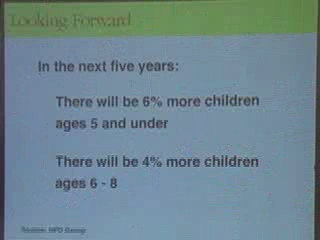 Looking Forward
In the next five years:
There will be 6% more children
ages 5 and under
There will be 4% more children
ages 6 - 8
Source: NPD Group